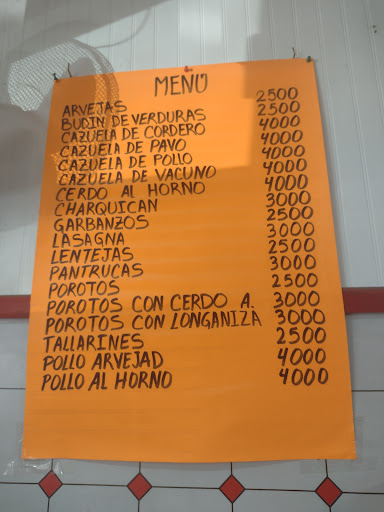 MENÚ
ARVEJAS 2500
BUDIN DE VERDURAS 2500
CAZUELA DE CORDERO 4000
CAZUELA DE PAVO 4000
CAZUELA DE POLLO 4000
CAZUELA DE VACUNO 4000
CERDO AL HORNO 4000
CHARQUICAN 3000
GARBANZOS 2500
LASAGNA 3000
LENTEJAS 2500
PANTRUCAS 3000
POROTOS 2500
POROTOS CON CERDO A. 3000
POROTOS CON LONGANIZA 3000
TALLARINES 2500
POLLO ARVEJAD 4000
POLLO AL HORNO 4000